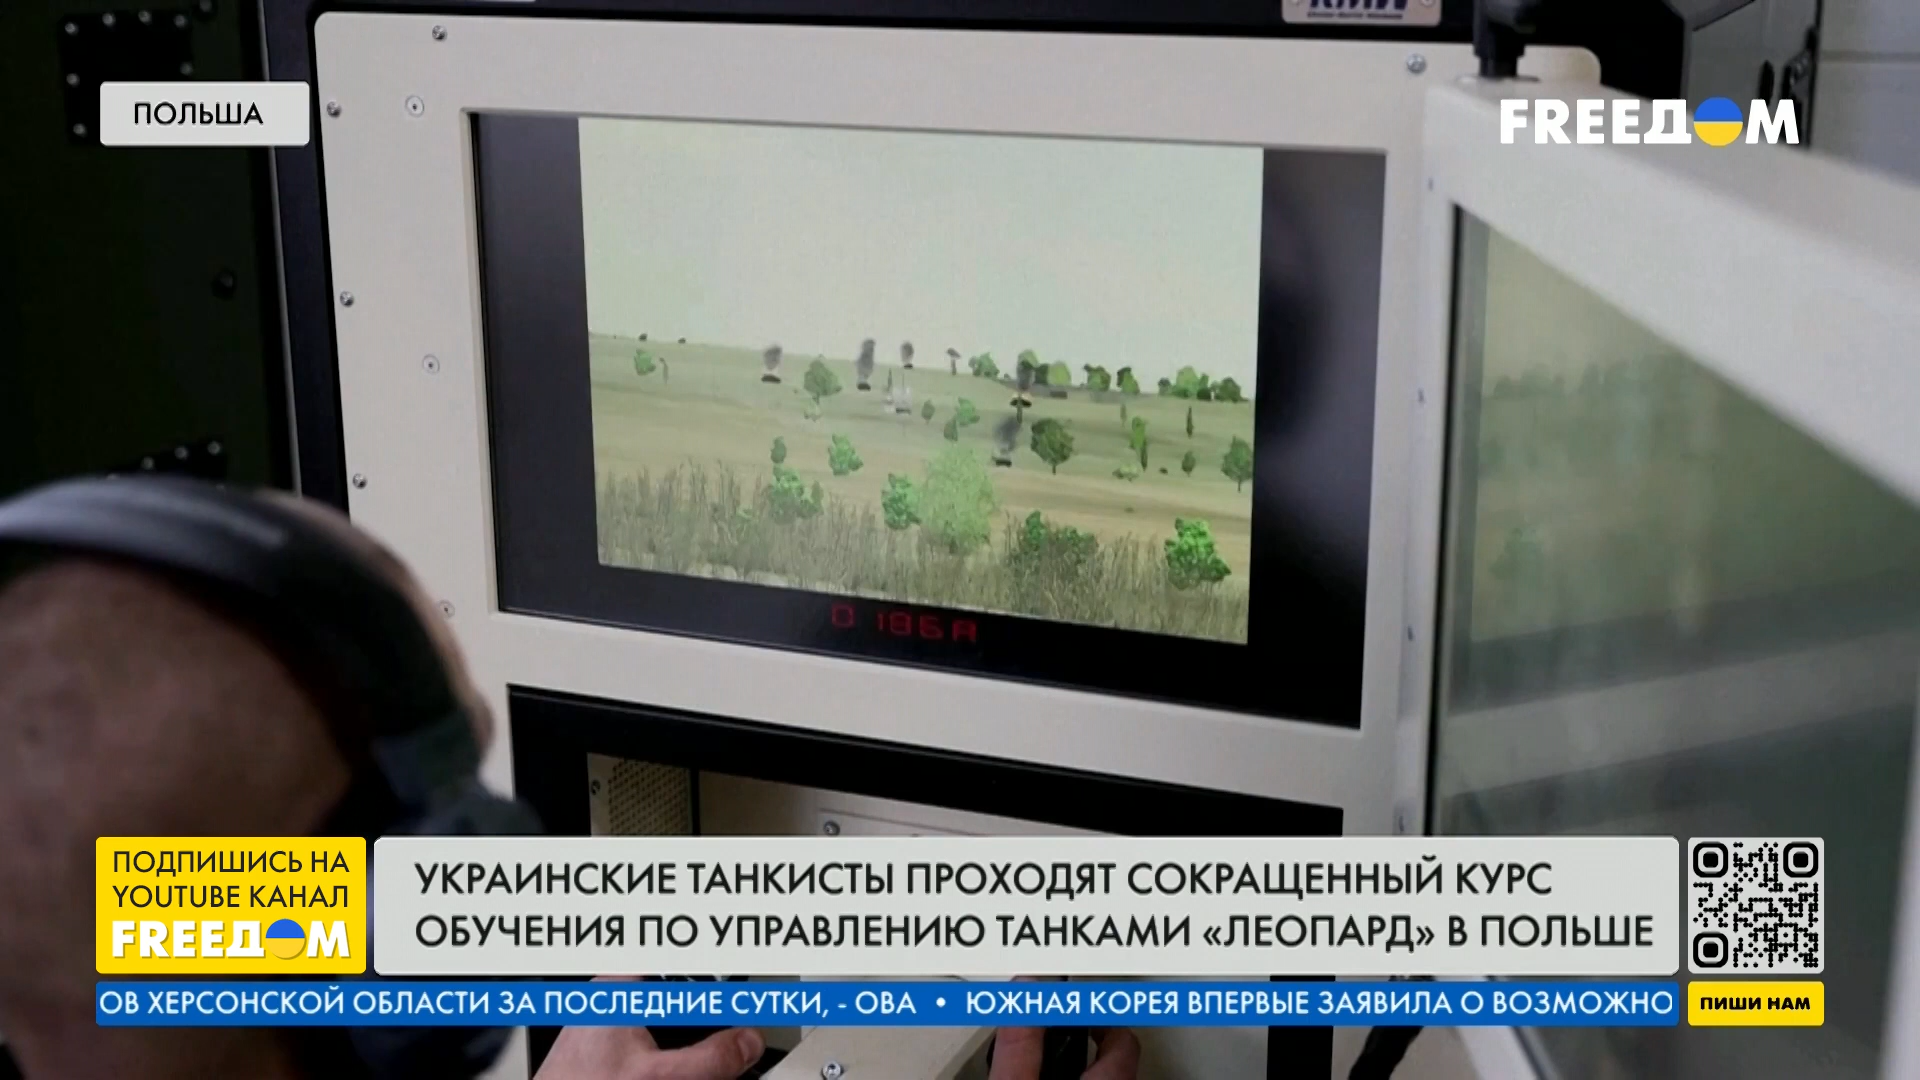 ПОЛЬША
FREEДОМ
ПОДПИШИСЬ НА
YOUTUBE КАНАЛ
FREEДОМ
УКРАИНСКИЕ ТАНКИСТЫ ПРОХОДЯТ СОКРАЩЕННЫЙ КУРС
ОБУЧЕНИЯ ПО УПРАВЛЕНИЮ ТАНКАМИ «ЛЕОПАРД» В ПОЛЬШЕ
ОВ ХЕРСОНСКОЙ ОБЛАСТИ ЗА ПОСЛЕДНИЕ СУТКИ, - ОВА • ЮЖНАЯ КОРЕЯ ВПЕРВЫЕ ЗАЯВИЛА О ВОЗМОЖНО
ПИШИ НАМ